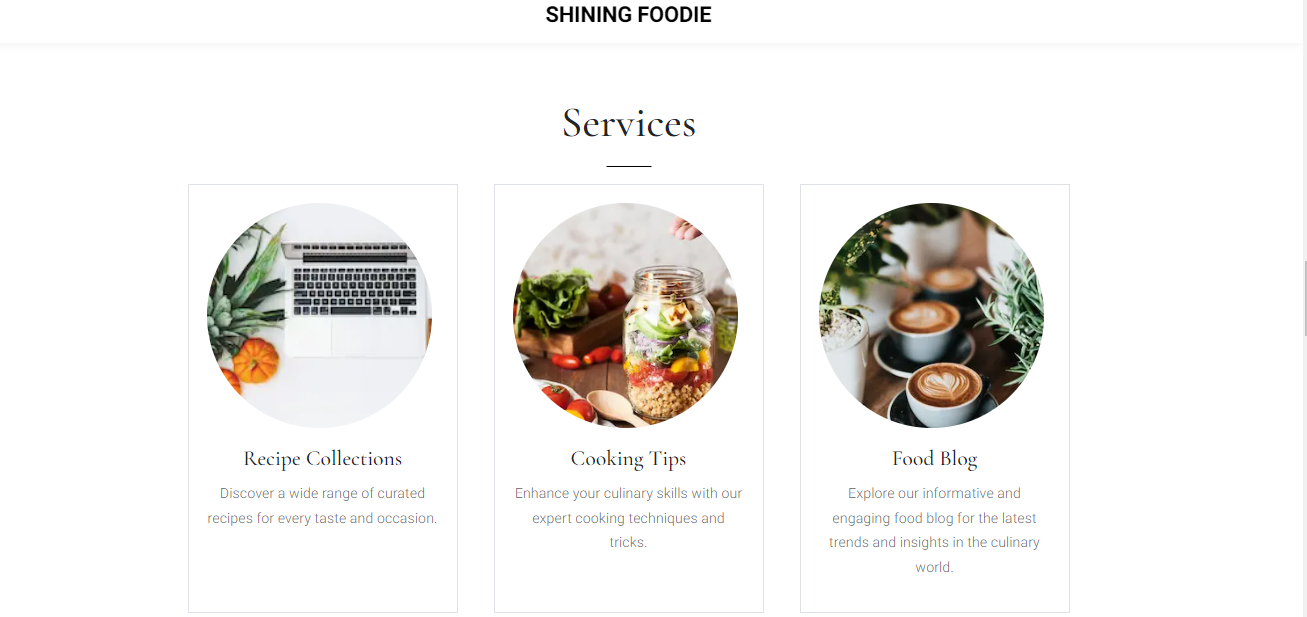 SHINING FOODIE
Services
Recipe Collections
Discover a wide range of curated
recipes for every taste and occasion.
Cooking Tips
Enhance your culinary skills with our
expert cooking techniques and
tricks.
Food Blog
Explore our informative and
engaging food blog for the latest
trends and insights in the culinary
world.